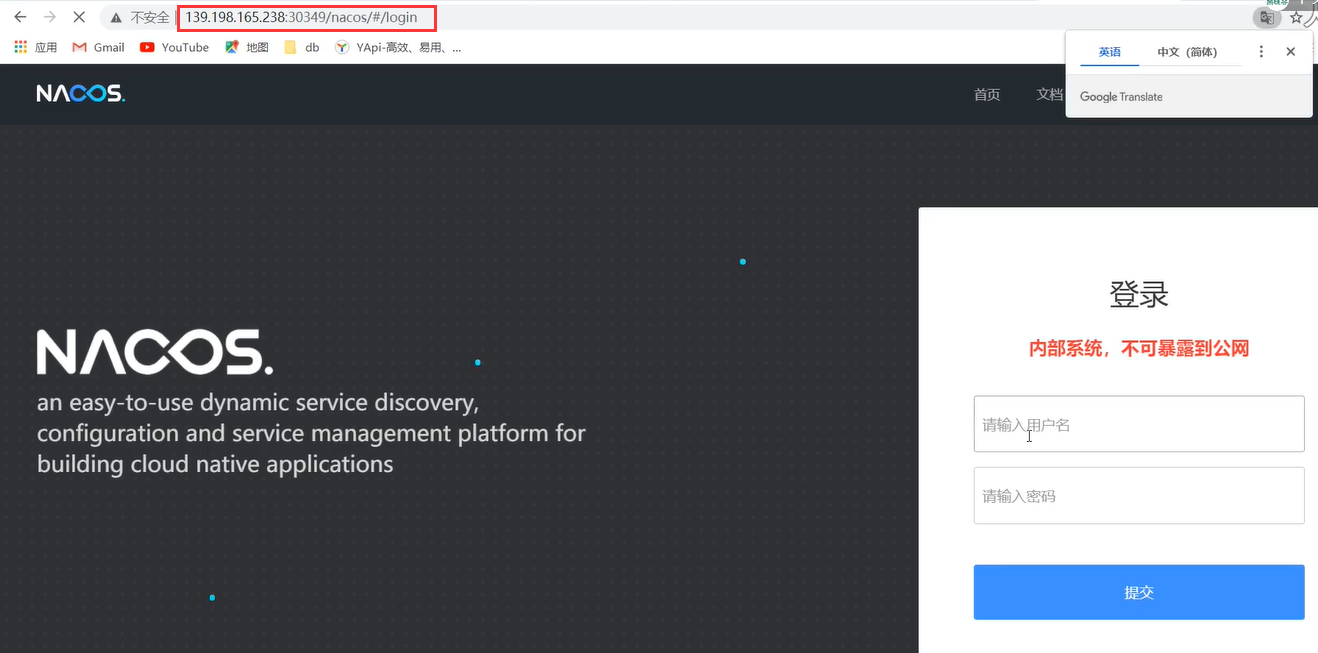 不安全 139.198.165.238:30349/nacos/#/login
应用 Gmail YouTube 地图 db YApi-高效、易用、...
英语 中文（简体）
Google Translate
NACOS.
首页 文档
登录
内部系统，不可暴露到公网
NACOS.
an easy-to-use dynamic service discovery,
configuration and service management platform for
building cloud native applications
请输入用户名
请输入密码
提交